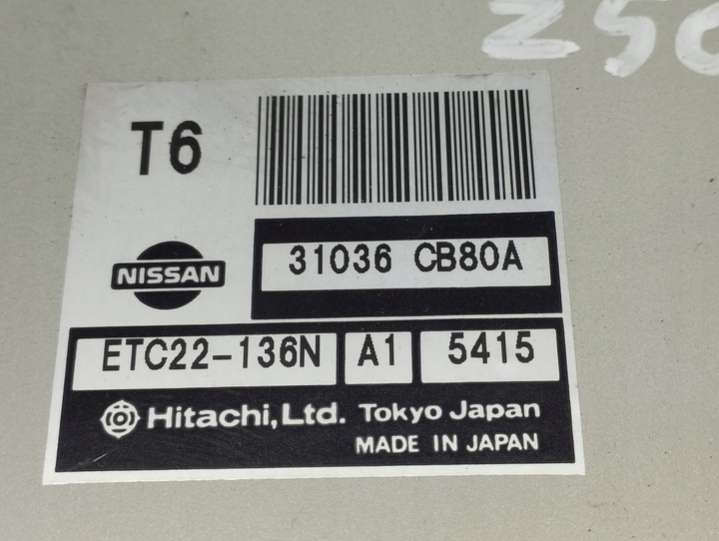 T6
NISSAN
31036 CB80A
ETC22-136N A1 5415
Hitachi, Ltd. Tokyo Japan
MADE IN JAPAN